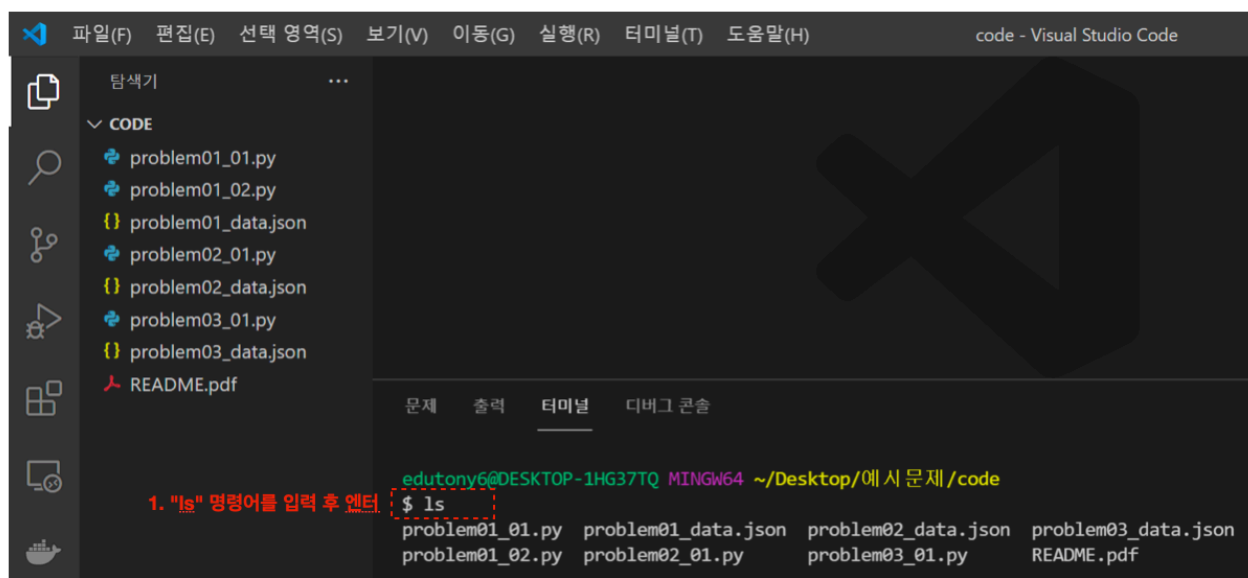 파일(F) 편집(E) 선택 영역(S) 보기(V) 이동(G) 실행(R) 터미널(T) 도움말(H) code - Visual Studio Code
탐색기 ···
CODE
problem01_01.py
problem01_02.py
{} problem01_data.json
problem02_01.py
{} problem02_data.json
problem03_01.py
{} problem03_data.json
README.pdf
문제 출력 터미널 디버그 콘솔
edutony6@DESKTOP-1HG37TQ MINGW64 ~/Desktop/예시문제/code
1. "ls" 명령어를 입력 후 엔터
$ ls
problem01_01.py problem01_data.json problem02_data.json problem03_data.json
problem01_02.py problem02_01.py problem03_01.py README.pdf